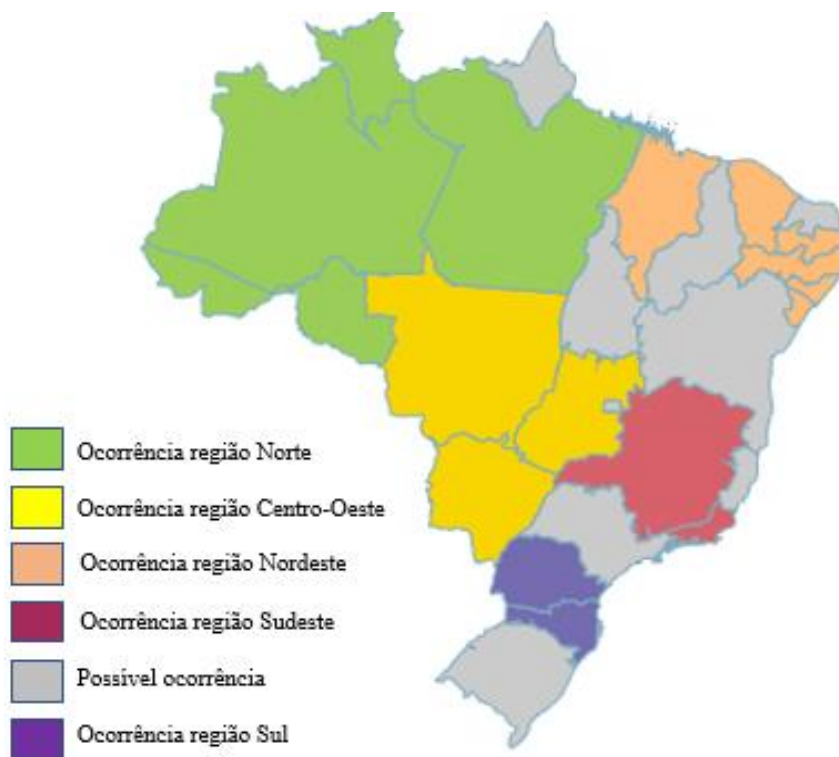 Ocorrência região Norte
Ocorrência região Centro-Oeste
Ocorrência região Nordeste
Ocorrência região Sudeste
Possível ocorrência
Ocorrência região Sul